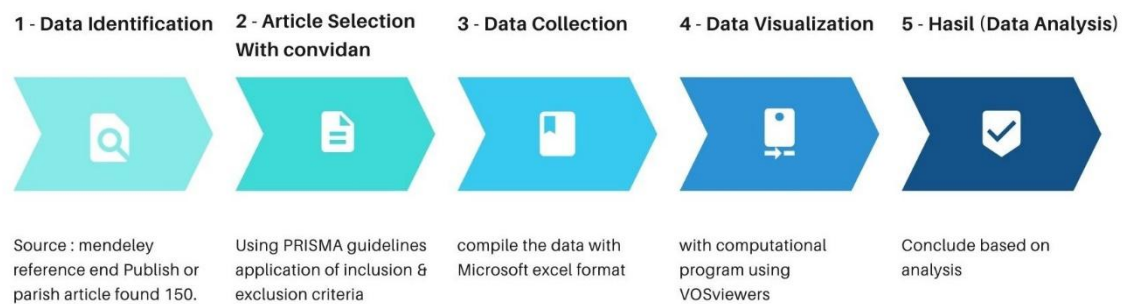 1 - Data Identification
2 - Article Selection
With convidan
3 - Data Collection
4 - Data Visualization
5 - Hasil (Data Analysis)
Source : mendeley
reference end Publish or
parish article found 150.
Using PRISMA guidelines
application of inclusion &
exclusion criteria
compile the data with
Microsoft excel format
with computational
program using
VOSviewers
Conclude based on
analysis